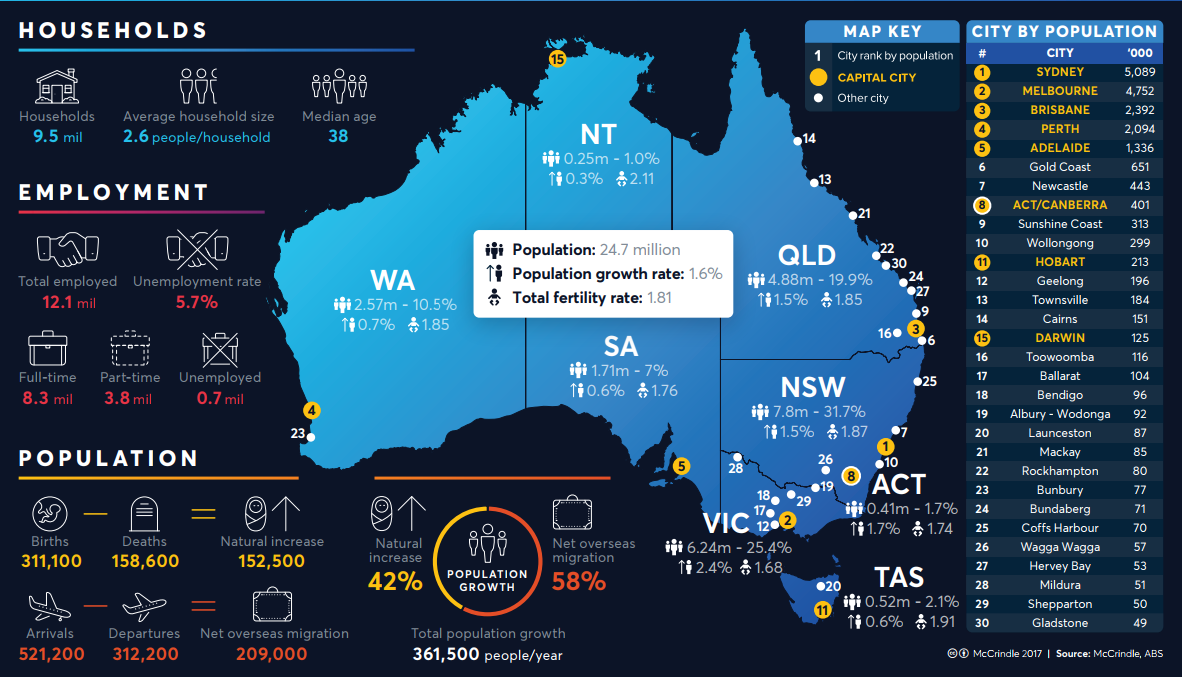 HOUSEHOLDS
Households
9.5 mil
Average household size
2.6 people/household
Median age
38
EMPLOYMENT
Total employed
12.1 mil
Unemployment rate
5.7%
Full-time
8.3 mil
Part-time
3.8 mil
Unemployed
0.7 mil
POPULATION
Births
311,100
Deaths
158,600
Natural increase
152,500
Arrivals
521,200
Departures
312,200
Net overseas migration
209,000
Natural
increase
42%
POPULATION
GROWTH
Net overseas
migration
58%
Total population growth
361,500 people/year
15
NT
0.25m - 1.0%
0.3% 2.11
WA
2.57m - 10.5%
0.7% 1.85
4
23
Population: 24.7 million
Population growth rate: 1.6%
Total fertility rate: 1.81
SA
1.71m - 7%
0.6% 1.76
5
14
13
21
22
30
24
27
9
16
3
6
QLD
4.88m - 19.9%
1.5% 1.85
25
NSW
7.8m - 31.7%
1.5% 1.87
7
1
10
28
26
19
8
ACT
0.41m - 1.7%
1.7% 1.74
18
29
17
12
2
VIC
6.24m - 25.4%
2.4% 1.68
20
11
TAS
0.52m - 2.1%
0.6% 1.91
MAP KEY
1 City rank by population
CAPITAL CITY
Other city
CITY BY POPULATION
# CITY '000
1 SYDNEY 5,089
2 MELBOURNE 4,752
3 BRISBANE 2,392
4 PERTH 2,094
5 ADELAIDE 1,336
6 Gold Coast 651
7 Newcastle 443
8 ACT/CANBERRA 401
9 Sunshine Coast 313
10 Wollongong 299
11 HOBART 213
12 Geelong 196
13 Townsville 184
14 Cairns 151
15 DARWIN 125
16 Toowoomba 116
17 Ballarat 104
18 Bendigo 96
19 Albury - Wodonga 92
20 Launceston 87
21 Mackay 85
22 Rockhampton 80
23 Bunbury 77
24 Bundaberg 71
25 Coffs Harbour 70
26 Wagga Wagga 57
27 Hervey Bay 53
28 Mildura 51
29 Shepparton 50
30 Gladstone 49
McCrindle 2017 | Source: McCrindle, ABS